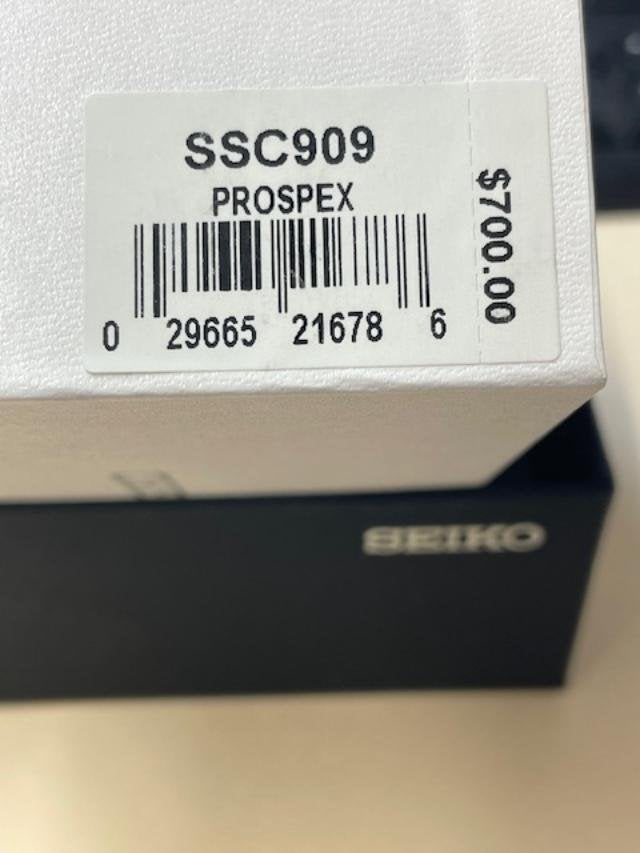 SSC909
PROSPEX
$700.00
0 29665 21678 6
SEIKO